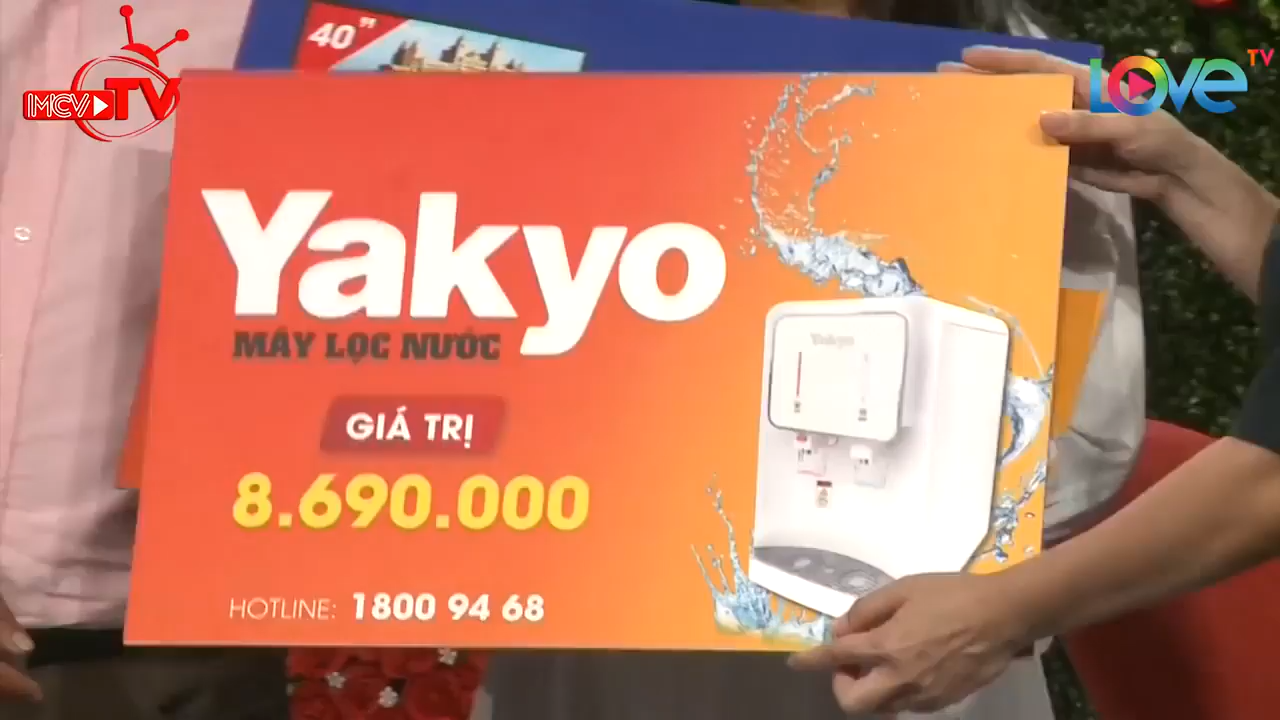 40"
MCV TV
LOVE TV
Yakyo
MÁY LỌC NƯỚC
Yakyo
GIÁ TRỊ
8.690.000
HOTLINE: 1800 94 68